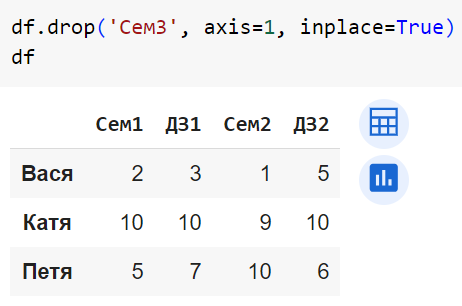 df.drop('Сем3', axis=1, inplace=True)
df
Сем1 ДЗ1 Сем2 ДЗ2
Вася 2 3 1 5
Катя 10 10 9 10
Петя 5 7 10 6